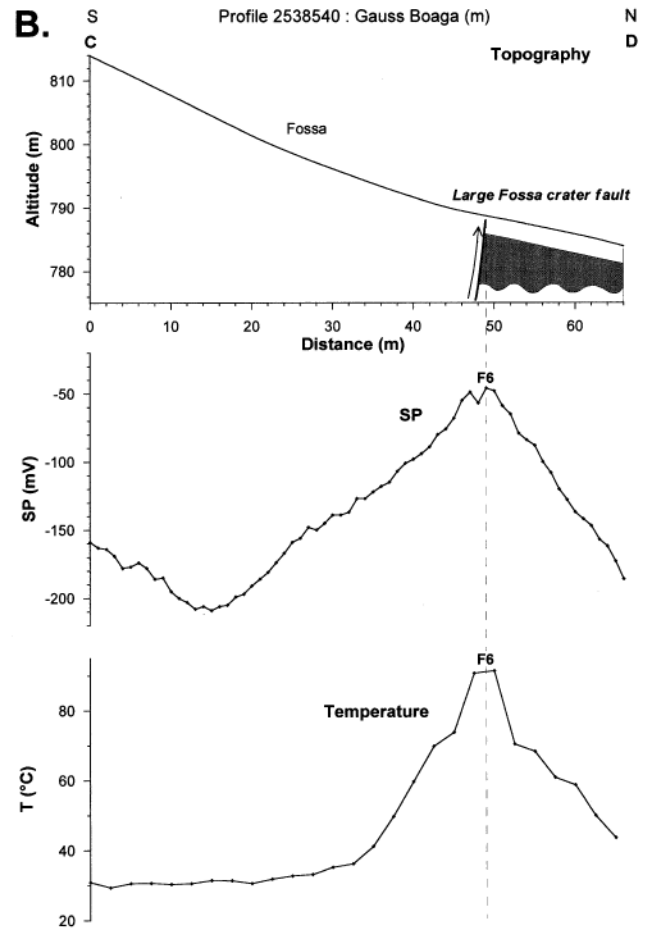 B.
S Profile 2538540 : Gauss Boaga (m) N
C D
Topography
810
800
790
780
Altitude (m)
Fossa
Large Fossa crater fault
0 10 20 30 40 50 60
Distance (m)
F6
SP
-50
-100
-150
-200
SP (mV)
F6
Temperature
80
60
40
20
T (°C)